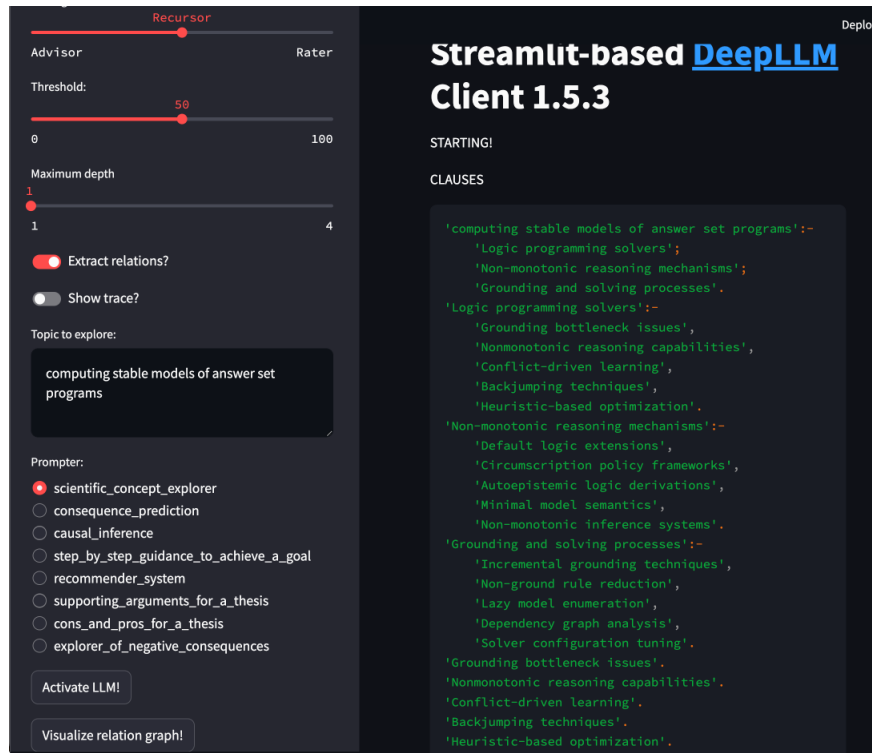 Recursor
Advisor Rater
Threshold:
50
0 100
Maximum depth
1
1 4
Extract relations?
Show trace?
Topic to explore:
computing stable models of answer set
programs
Prompter:
scientific_concept_explorer
consequence_prediction
causal_inference
step_by_step_guidance_to_achieve_a_goal
recommender_system
supporting_arguments_for_a_thesis
cons_and_pros_for_a_thesis
explorer_of_negative_consequences
Activate LLM!
Visualize relation graph!
Deplo
Streamlit-based DeepLLM
Client 1.5.3
STARTING!
CLAUSES
'computing stable models of answer set programs':-
'Logic programming solvers';
'Non-monotonic reasoning mechanisms';
'Grounding and solving processes'.
'Logic programming solvers':-
'Grounding bottleneck issues',
'Nonmonotonic reasoning capabilities',
'Conflict-driven learning',
'Backjumping techniques',
'Heuristic-based optimization'.
'Non-monotonic reasoning mechanisms':-
'Default logic extensions',
'Circumscription policy frameworks',
'Autoepistemic logic derivations',
'Minimal model semantics',
'Non-monotonic inference systems'.
'Grounding and solving processes':-
'Incremental grounding techniques',
'Non-ground rule reduction',
'Lazy model enumeration',
'Dependency graph analysis',
'Solver configuration tuning'.
'Grounding bottleneck issues'.
'Nonmonotonic reasoning capabilities'.
'Conflict-driven learning'.
'Backjumping techniques'.
'Heuristic-based optimization'.